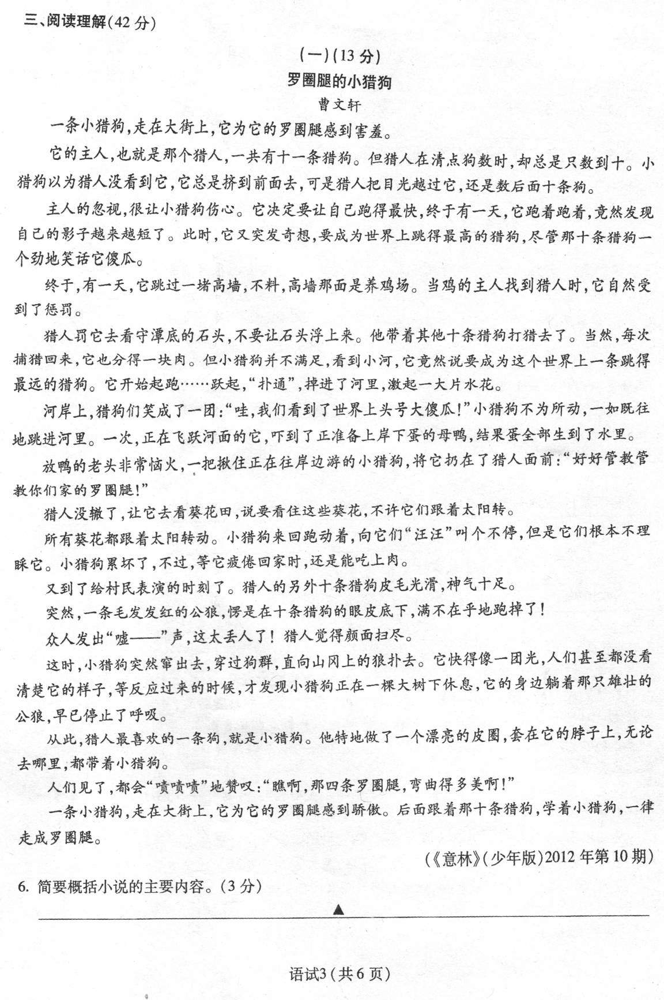 三、阅读理解(42 分)
(一)(13 分)
罗圈腿的小猎狗
曹文轩
一条小猎狗,走在大街上,它为它的罗圈腿感到害羞。
它的主人,也就是那个猎人,一共有十一条猎狗。但猎人在清点狗数时,却总是只数到十。小
猎狗以为猎人没看到它,它总是挤到前面去,可是猎人把目光越过它,还是数后面十条狗。
主人的忽视,很让小猎狗伤心。它决定要让自己跑得最快,终于有一天,它跑着跑着,竟然发现
自己的影子越来越短了。此时,它又突发奇想,要成为世界上跳得最高的猎狗,尽管那十条猎狗一
个劲地笑话它傻瓜。
终于,有一天,它跳过一堵高墙,不料,高墙那面是养鸡场。当鸡的主人找到猎人时,它自然受
到了惩罚。
猎人罚它去看守潭底的石头,不要让石头浮上来。他带着其他十条猎狗打猎去了。当然,每次
捕猎回来,它也分得一块肉。但小猎狗并不满足,看到小河,它竟然说要成为这个世界上一条跳得
最远的猎狗。它开始起跑……跃起,“扑通”,掉进了河里,激起一大片水花。
河岸上,猎狗们笑成了一团:“哇,我们看到了世界上头号大傻瓜!”小猎狗不为所动,一如既往
地跳进河里。一次,正在飞跃河面的它,吓到了正准备上岸下蛋的母鸭,结果蛋全部生到了水里。
放鸭的老头非常恼火,一把揪住正在往岸边游的小猎狗,将它扔在了猎人面前:“好好管教管
教你们家的罗圈腿!”
猎人没辙了,让它去看葵花田,说要看住这些葵花,不许它们跟着太阳转。
所有葵花都跟着太阳转动。小猎狗来回跑动着,向它们“汪汪”叫个不停,但是它们根本不理
睬它。小猎狗累坏了,不过,等它疲倦回家时,还是能吃上肉。
又到了给村民表演的时刻了。猎人的另外十条猎狗皮毛光滑,神气十足。
突然,一条毛发发红的公狼,愣是在十条猎狗的眼皮底下,满不在乎地跑掉了!
众人发出“嘘——”声,这太丢人了!猎人觉得颜面扫尽。
这时,小猎狗突然窜出去,穿过狗群,直向山冈上的狼扑去。它快得像一团光,人们甚至都没看
清楚它的样子,等反应过来的时候,才发现小猎狗正在一棵大树下休息,它的身边躺着那只雄壮的
公狼,早已停止了呼吸。
从此,猎人最喜欢的一条狗,就是小猎狗。他特地做了一个漂亮的皮圈,套在它的脖子上,无论
去哪里,都带着小猎狗。
人们见了,都会“啧啧啧”地赞叹:“瞧啊,那四条罗圈腿,弯曲得多美啊!”
一条小猎狗,走在大街上,它为它的罗圈腿感到骄傲。后面跟着那十条猎狗,学着小猎狗,一律
走成罗圈腿。
(《意林》(少年版)2012 年第 10 期)
6. 简要概括小说的主要内容。(3 分)
▲
语试3(共 6 页)